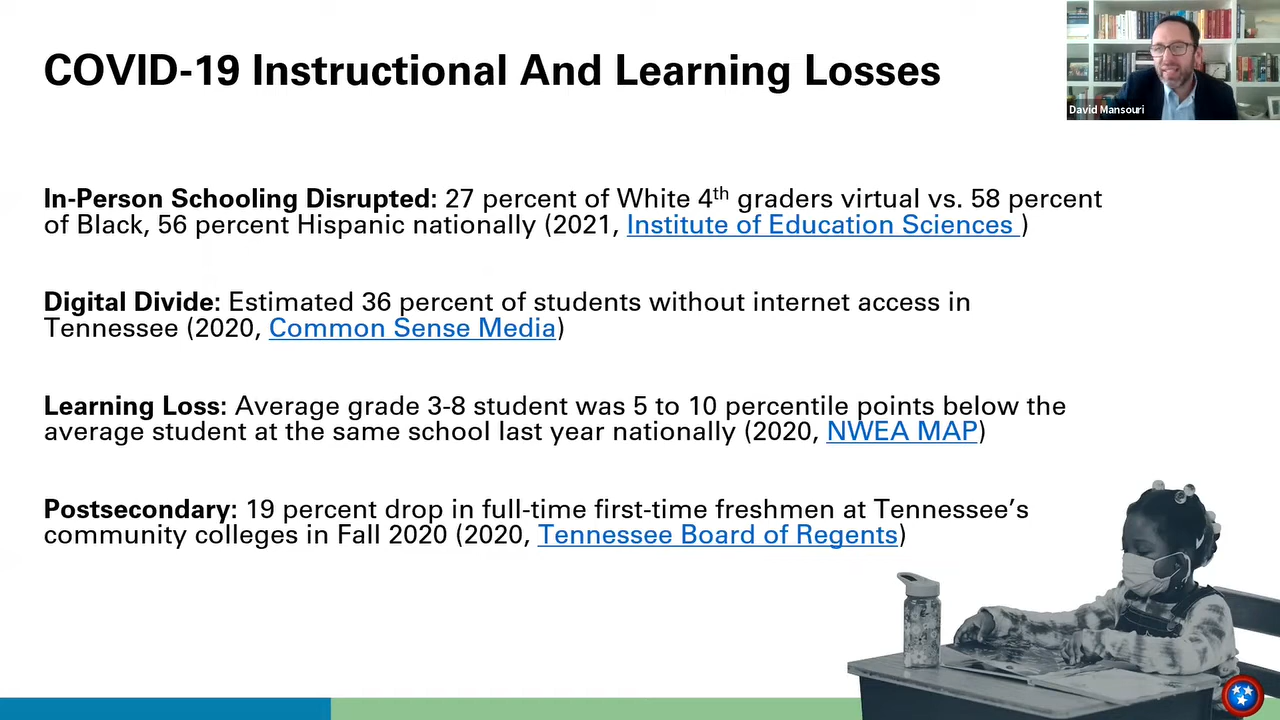 COVID-19 Instructional And Learning Losses
David Mansouri
In-Person Schooling Disrupted: 27 percent of White 4th graders virtual vs. 58 percent
of Black, 56 percent Hispanic nationally (2021, Institute of Education Sciences )
Digital Divide: Estimated 36 percent of students without internet access in
Tennessee (2020, Common Sense Media)
Learning Loss: Average grade 3-8 student was 5 to 10 percentile points below the
average student at the same school last year nationally (2020, NWEA MAP)
Postsecondary: 19 percent drop in full-time first-time freshmen at Tennessee’s
community colleges in Fall 2020 (2020, Tennessee Board of Regents)